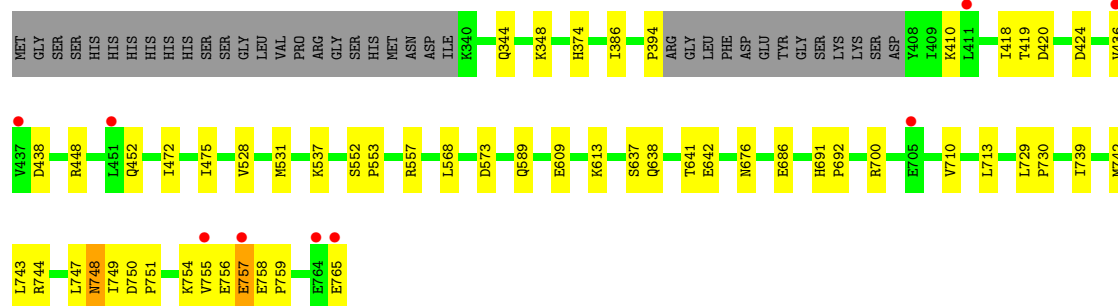 MET GLY SER SER HIS HIS HIS HIS HIS HIS SER SER GLY LEU VAL PRO ARG GLY SER HIS MET ASN ASP ILE K340 Q344 K348 H374 I386 P394 ARG GLY LEU PHE ASP GLU TYR GLY SER LYS LYS SER ASP Y408 I409 K410 L411 I418 T419 D420 D424 V436
V437 D438 R448 L451 Q452 I472 I475 V528 M531 K537 S552 P553 R557 L568 D573 Q589 E609 K613 S637 Q638 T641 E642 N676 E686 H691 P692 R700 E705 V710 L713 L729 P730 I739 M742
L743 R744 L747 N748 I749 D750 P751 K754 V755 E756 E757 E758 P759 E764 E765